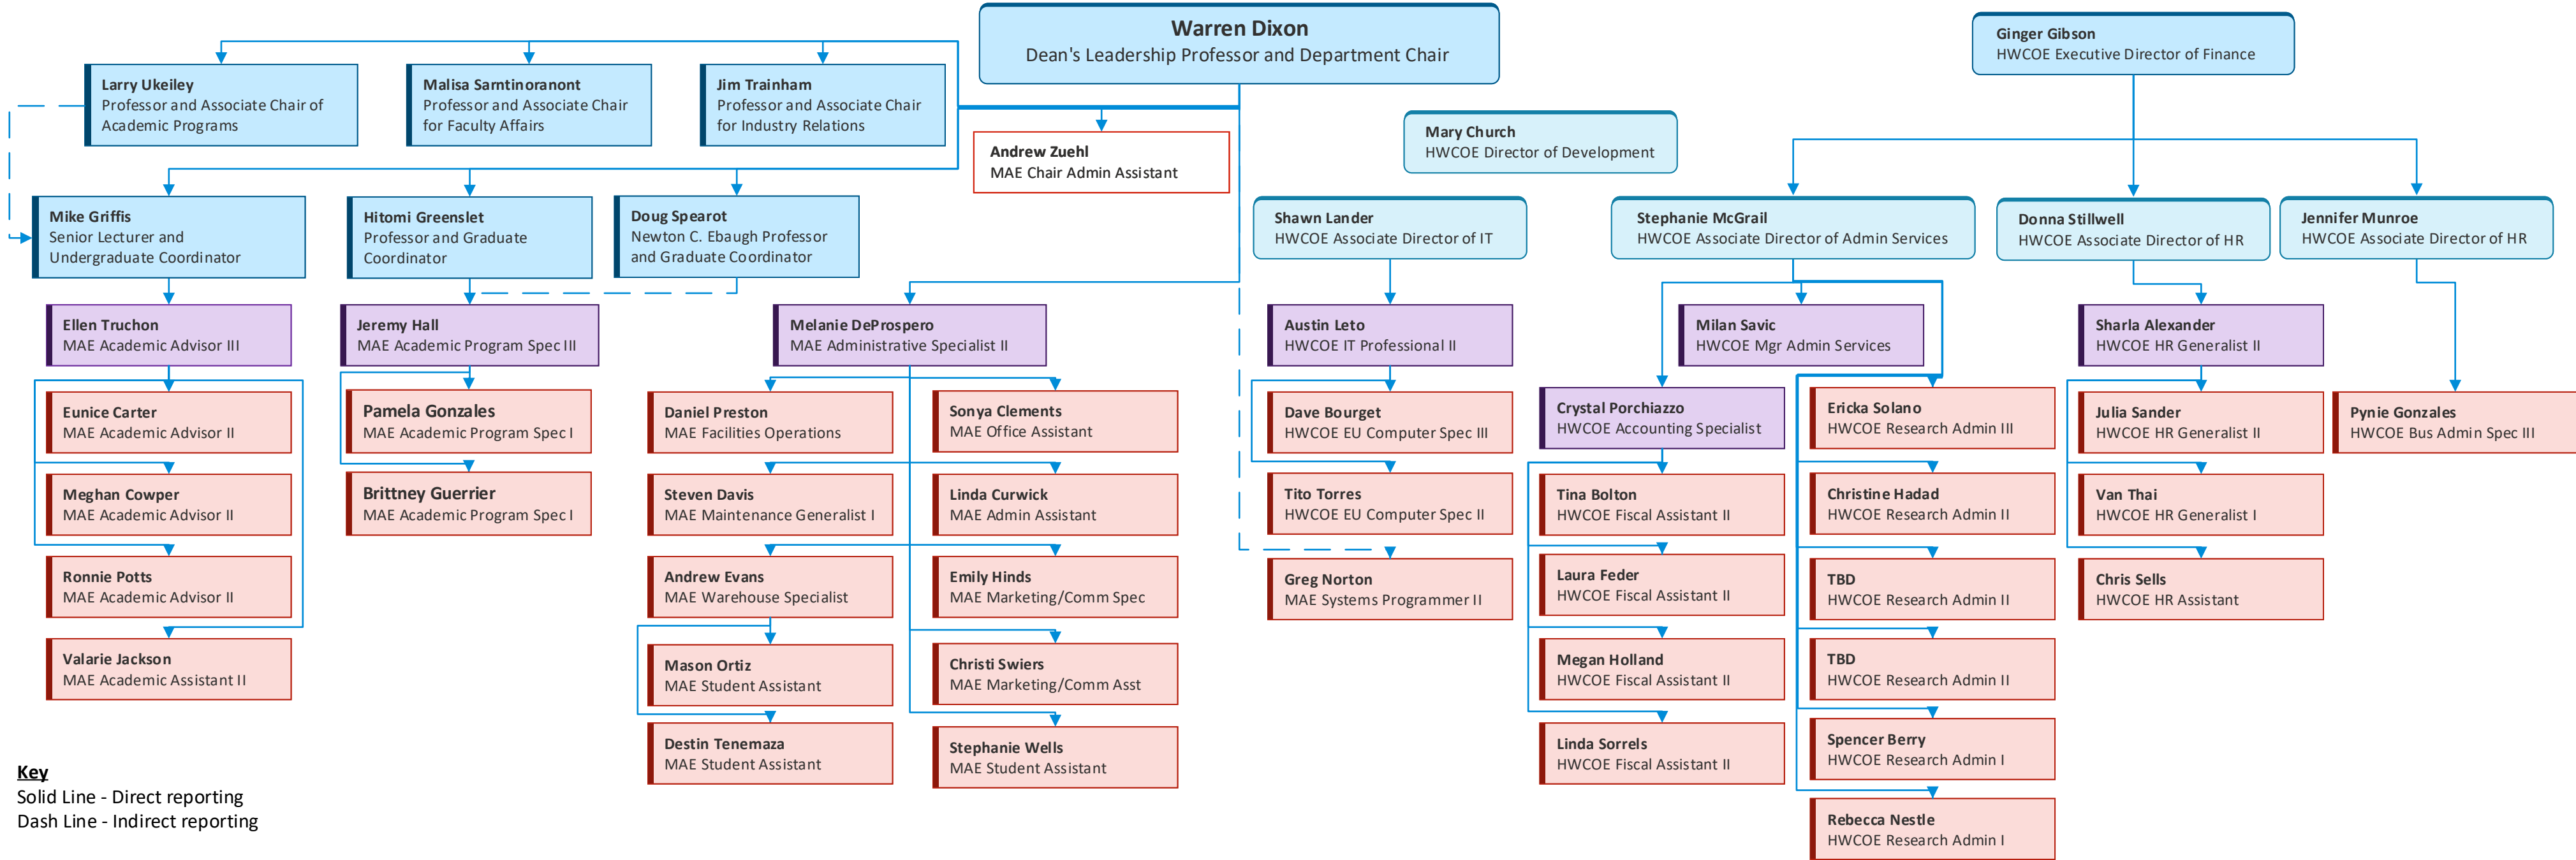 Warren Dixon
Dean's Leadership Professor and Department Chair
Ginger Gibson
HWCOE Executive Director of Finance
Larry Ukeiley
Professor and Associate Chair of
Academic Programs
Malisa Sarntinoranont
Professor and Associate Chair
for Faculty Affairs
Jim Trainham
Professor and Associate Chair
for Industry Relations
Andrew Zuehl
MAE Chair Admin Assistant
Mary Church
HWCOE Director of Development
Mike Griffis
Senior Lecturer and
Undergraduate Coordinator
Hitomi Greenslet
Professor and Graduate
Coordinator
Doug Spearot
Newton C. Ebaugh Professor
and Graduate Coordinator
Shawn Lander
HWCOE Associate Director of IT
Stephanie McGrail
HWCOE Associate Director of Admin Services
Donna Stillwell
HWCOE Associate Director of HR
Jennifer Munroe
HWCOE Associate Director of HR
Ellen Truchon
MAE Academic Advisor III
Jeremy Hall
MAE Academic Program Spec III
Melanie DeProspero
MAE Administrative Specialist II
Austin Leto
HWCOE IT Professional II
Milan Savic
HWCOE Mgr Admin Services
Sharla Alexander
HWCOE HR Generalist II
Eunice Carter
MAE Academic Advisor II
Meghan Cowper
MAE Academic Advisor II
Ronnie Potts
MAE Academic Advisor II
Valarie Jackson
MAE Academic Assistant II
Pamela Gonzales
MAE Academic Program Spec I
Brittney Guerrier
MAE Academic Program Spec I
Daniel Preston
MAE Facilities Operations
Steven Davis
MAE Maintenance Generalist I
Andrew Evans
MAE Warehouse Specialist
Mason Ortiz
MAE Student Assistant
Destin Tenemaza
MAE Student Assistant
Sonya Clements
MAE Office Assistant
Linda Curwick
MAE Admin Assistant
Emily Hinds
MAE Marketing/Comm Spec
Christi Swiers
MAE Marketing/Comm Asst
Stephanie Wells
MAE Student Assistant
Dave Bourget
HWCOE EU Computer Spec III
Tito Torres
HWCOE EU Computer Spec II
Greg Norton
MAE Systems Programmer II
Crystal Porchiazzo
HWCOE Accounting Specialist
Tina Bolton
HWCOE Fiscal Assistant II
Laura Feder
HWCOE Fiscal Assistant II
Megan Holland
HWCOE Fiscal Assistant II
Linda Sorrels
HWCOE Fiscal Assistant II
Ericka Solano
HWCOE Research Admin III
Christine Hadad
HWCOE Research Admin II
TBD
HWCOE Research Admin II
TBD
HWCOE Research Admin II
Spencer Berry
HWCOE Research Admin I
Rebecca Nestle
HWCOE Research Admin I
Julia Sander
HWCOE HR Generalist II
Van Thai
HWCOE HR Generalist I
Chris Sells
HWCOE HR Assistant
Pynie Gonzales
HWCOE Bus Admin Spec III
Key
Solid Line - Direct reporting
Dash Line - Indirect reporting